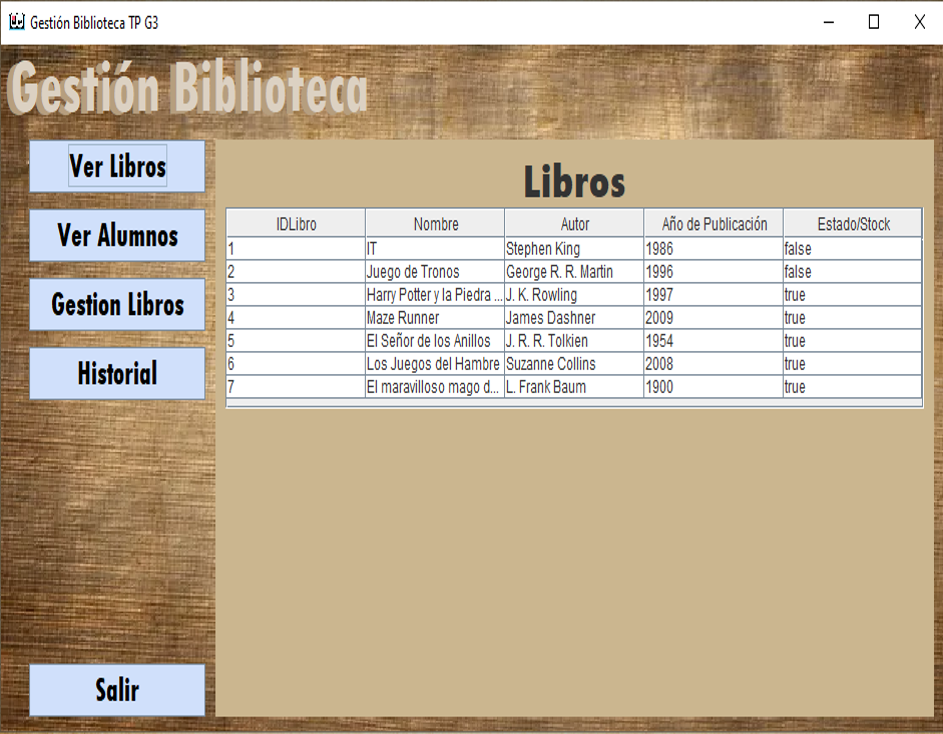 Gestión Biblioteca TP G3
Gestión Biblioteca
Ver Libros
Ver Alumnos
Gestion Libros
Historial
Salir
Libros
IDLibro Nombre Autor Año de Publicación Estado/Stock
1 IT Stephen King 1986 false
2 Juego de Tronos George R. R. Martin 1996 false
3 Harry Potter y la Piedra ... J. K. Rowling 1997 true
4 Maze Runner James Dashner 2009 true
5 El Señor de los Anillos J. R. R. Tolkien 1954 true
6 Los Juegos del Hambre Suzanne Collins 2008 true
7 El maravilloso mago d... L. Frank Baum 1900 true